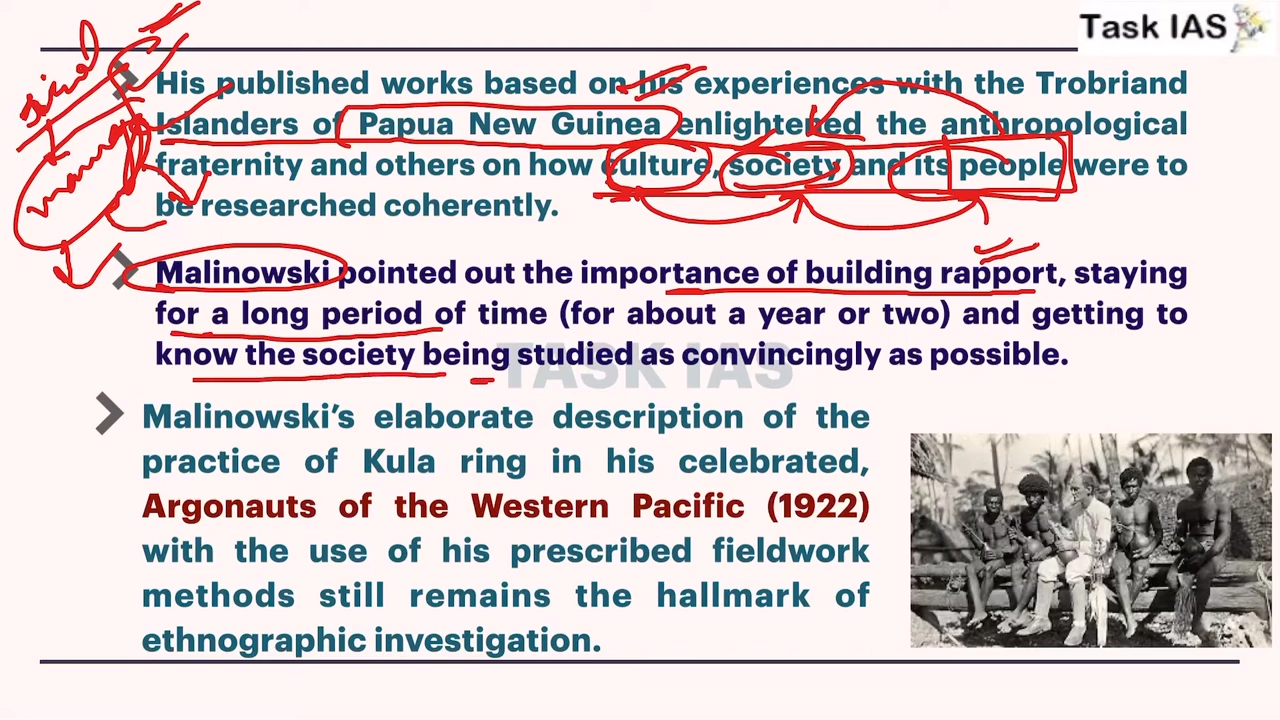 Task IAS
His published works based on his experiences with the Trobriand
Islanders of Papua New Guinea enlightened the anthropological
fraternity and others on how culture, society and its people were to
be researched coherently.
Malinowski pointed out the importance of building rapport, staying
for a long period of time (for about a year or two) and getting to
know the society being studied as convincingly as possible.
TASK IAS
Malinowski's elaborate description of the
practice of Kula ring in his celebrated,
Argonauts of the Western Pacific (1922)
with the use of his prescribed fieldwork
methods still remains the hallmark of
ethnographic investigation.